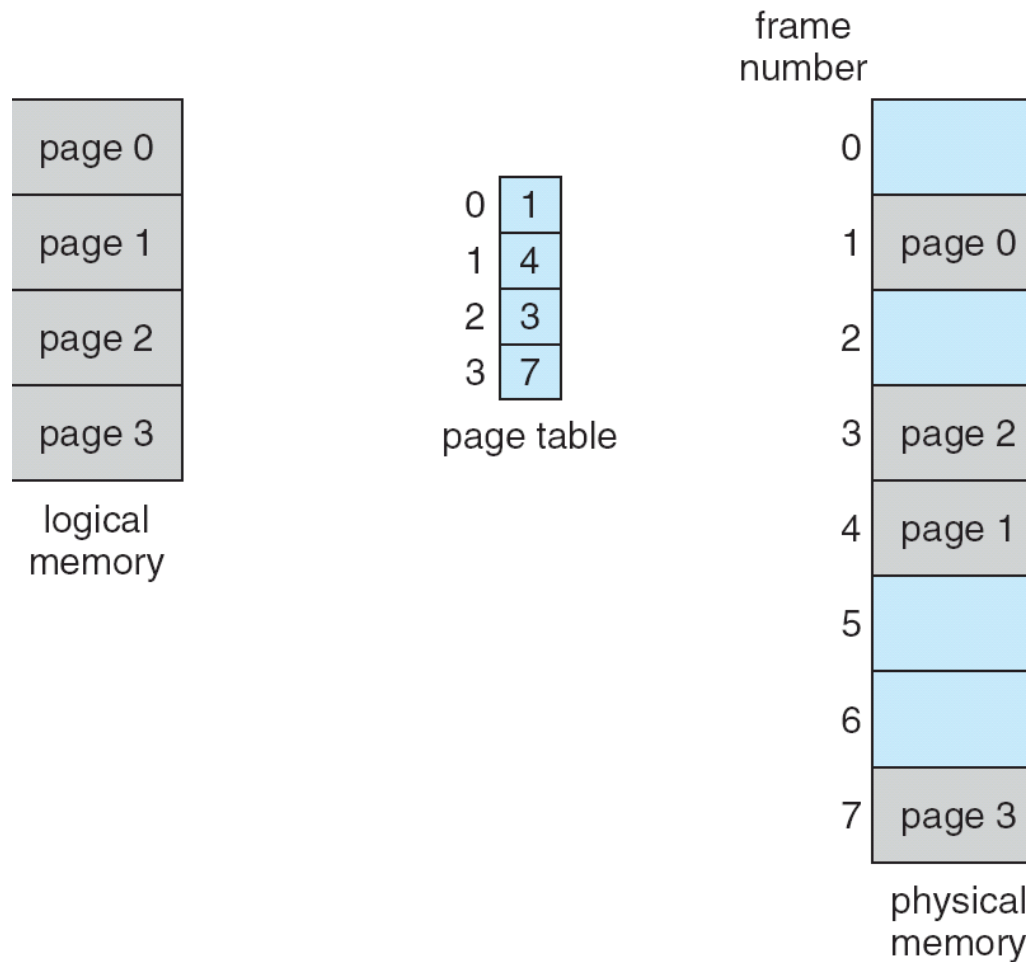 frame
number
page 0
page 1
page 2
page 3
logical
memory
0 1
1 4
2 3
3 7
page table
0
1 page 0
2
3 page 2
4 page 1
5
6
7 page 3
physical
memory